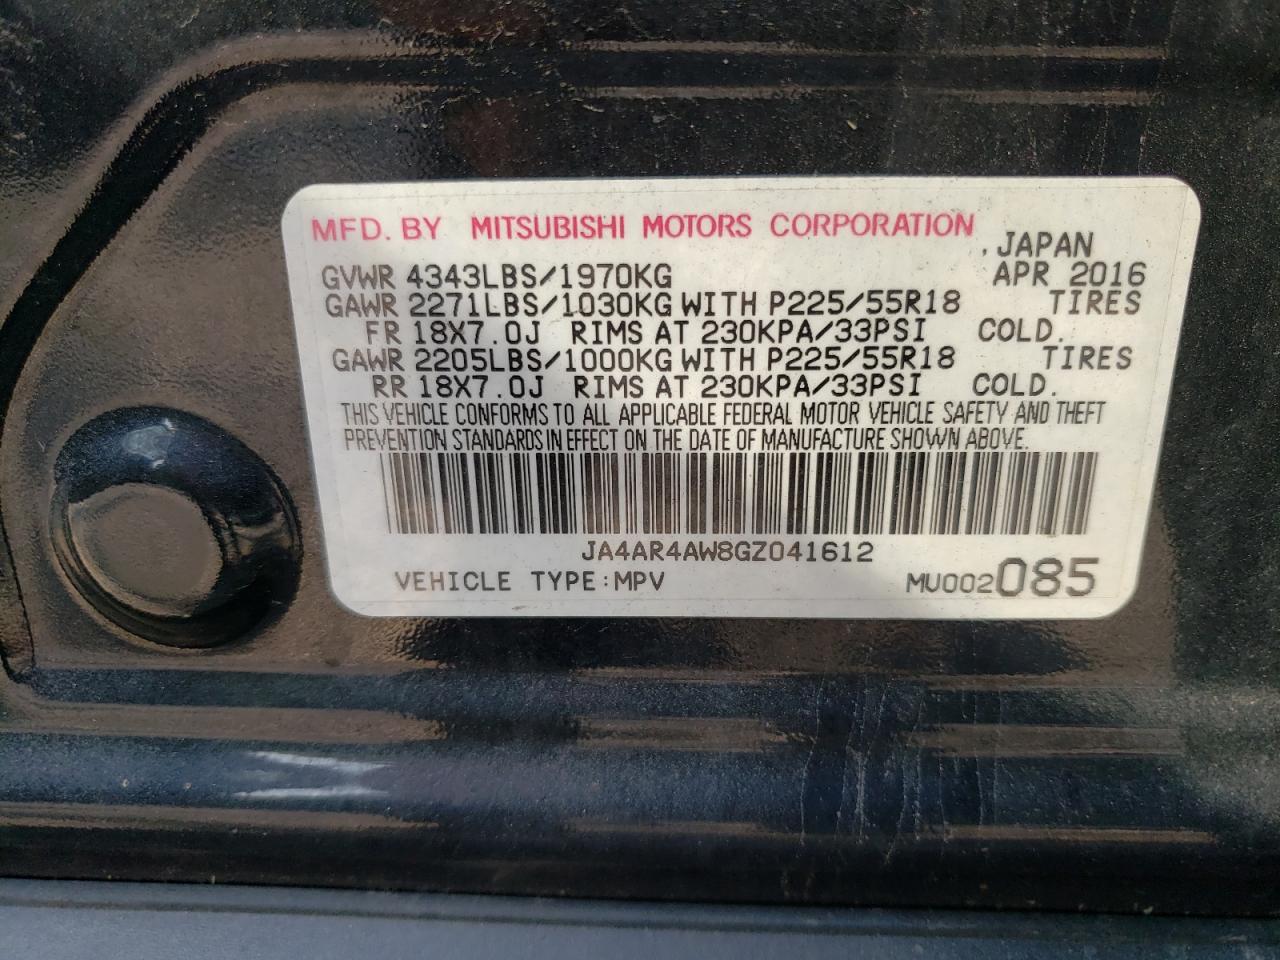 MFD. BY MITSUBISHI MOTORS CORPORATION , JAPAN
GVWR 4343LBS/1970KG APR 2016
GAWR 2271LBS/1030KG WITH P225/55R18 TIRES
FR 18X7.0J RIMS AT 230KPA/33PSI COLD.
GAWR 2205LBS/1000KG WITH P225/55R18 TIRES
RR 18X7.0J RIMS AT 230KPA/33PSI COLD.
THIS VEHICLE CONFORMS TO ALL APPLICABLE FEDERAL MOTOR VEHICLE SAFETY AND THEFT
PREVENTION STANDARDS IN EFFECT ON THE DATE OF MANUFACTURE SHOWN ABOVE.
JA4AR4AW8GZ041612
VEHICLE TYPE:MPV MU002085